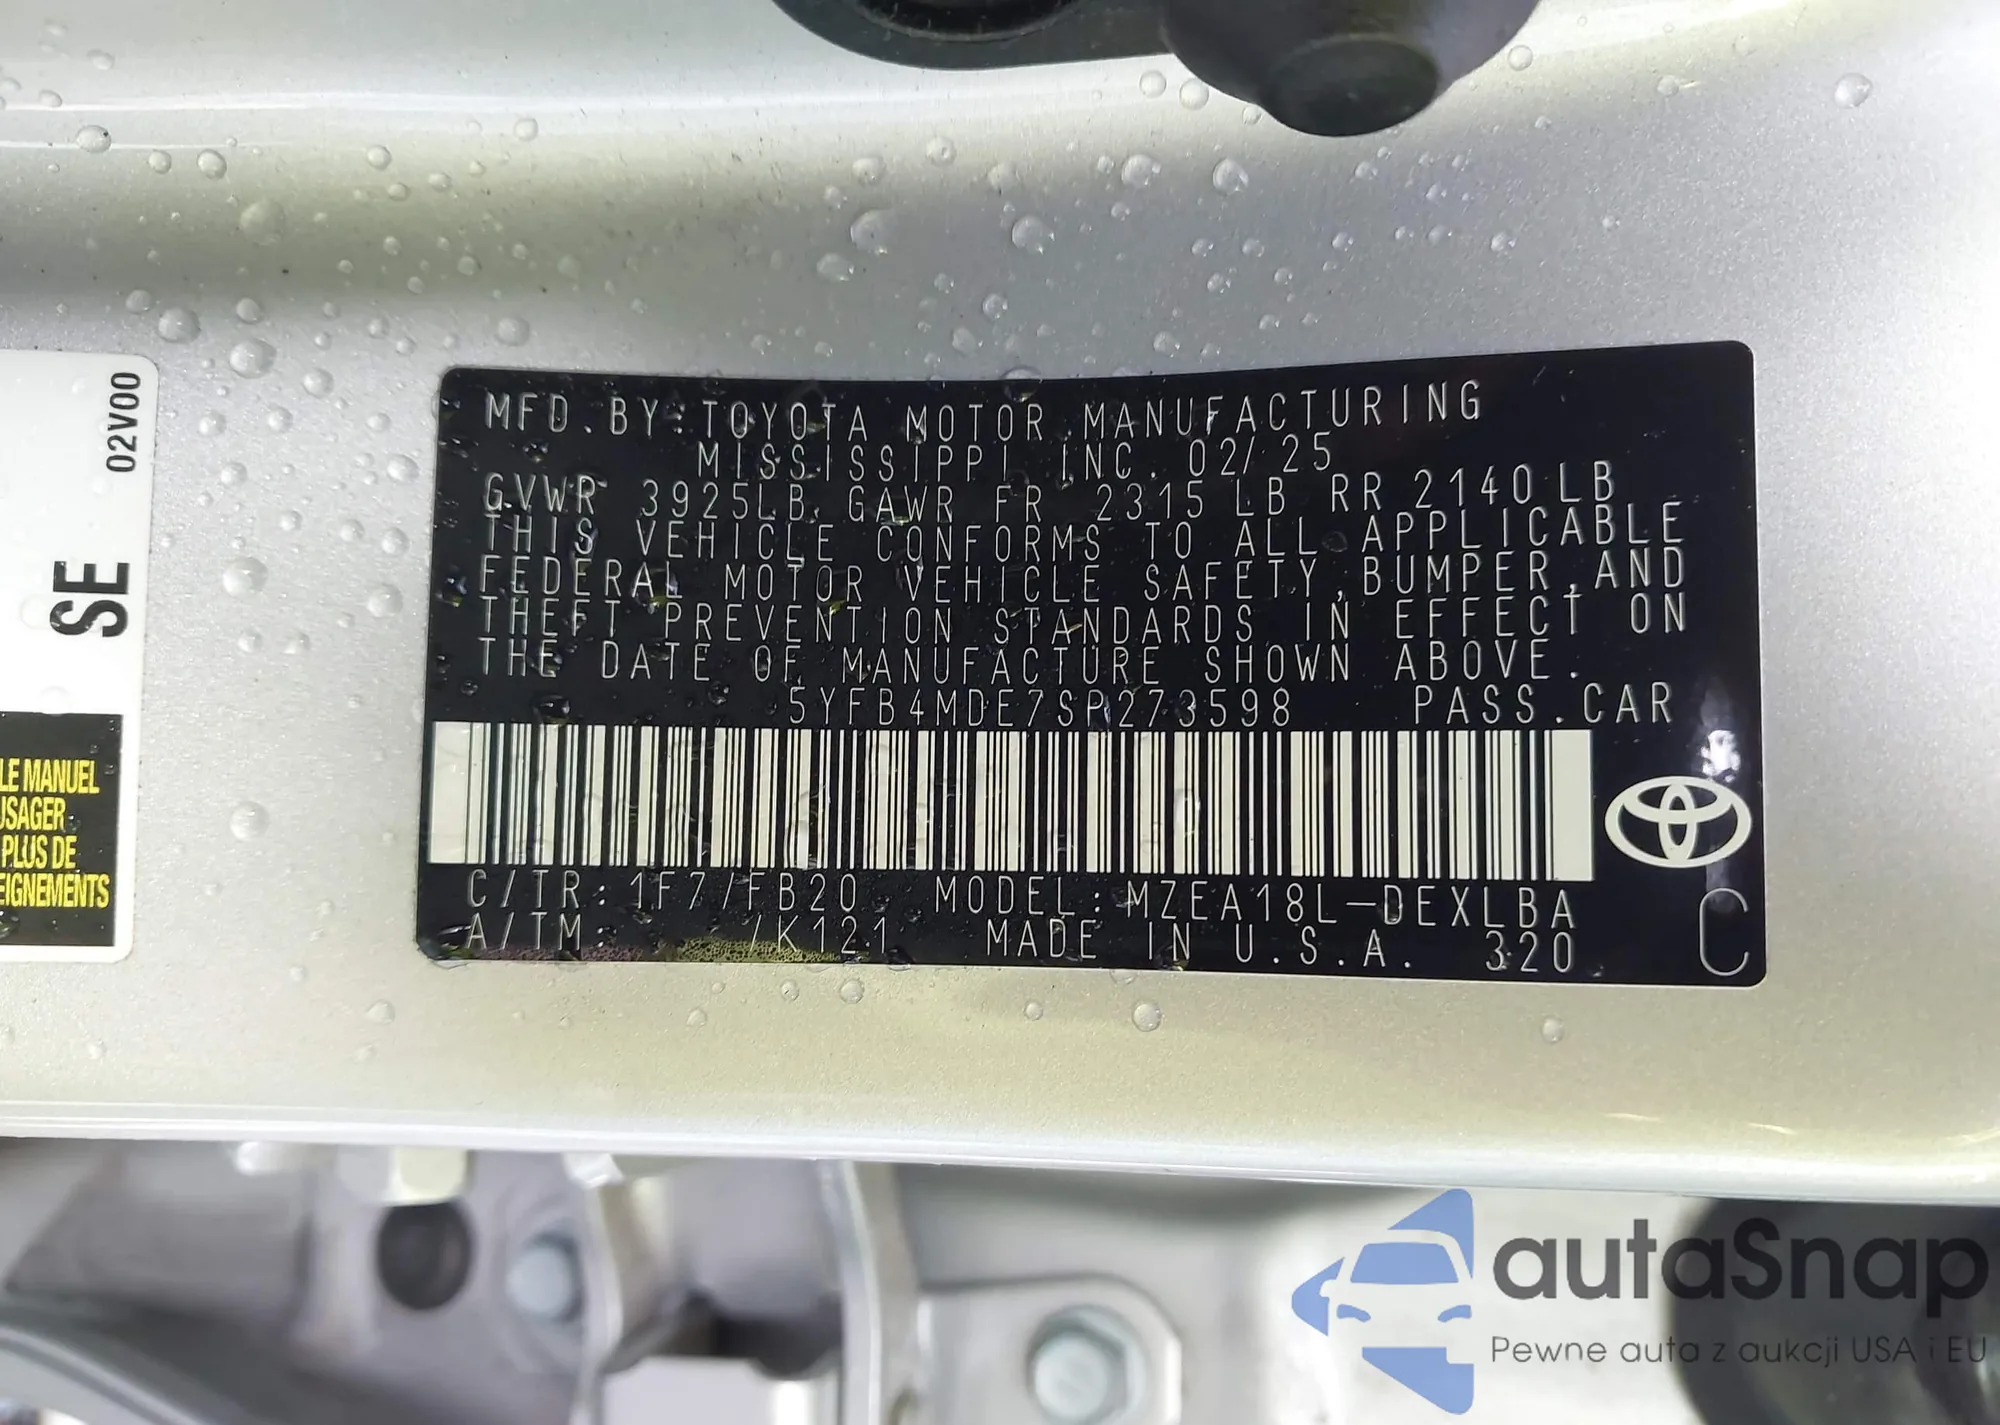 02V00
SE
LE MANUEL
USAGER
PLUS DE
EIGNEMENTS
MFD.BY:TOYOTA MOTOR MANUFACTURING
MISSISSIPPI INC. 02/25
GVWR 3925LB GAWR FR 2315 LB RR 2140LB
THIS VEHICLE CONFORMS TO ALL APPLICABLE
FEDERAL MOTOR VEHICLE SAFETY,BUMPER,AND
THEFT PREVENTION STANDARDS IN EFFECT ON
THE DATE OF MANUFACTURE SHOWN ABOVE.
5YFB4MDE7SP273598 PASS.CAR
C/TR: 1F7/FB20 MODEL:MZEA18L-DEXLBA
A/TM: /K121 MADE IN U.S.A. 320
C
autaSnap
Pewne auta z aukcji USA i EU